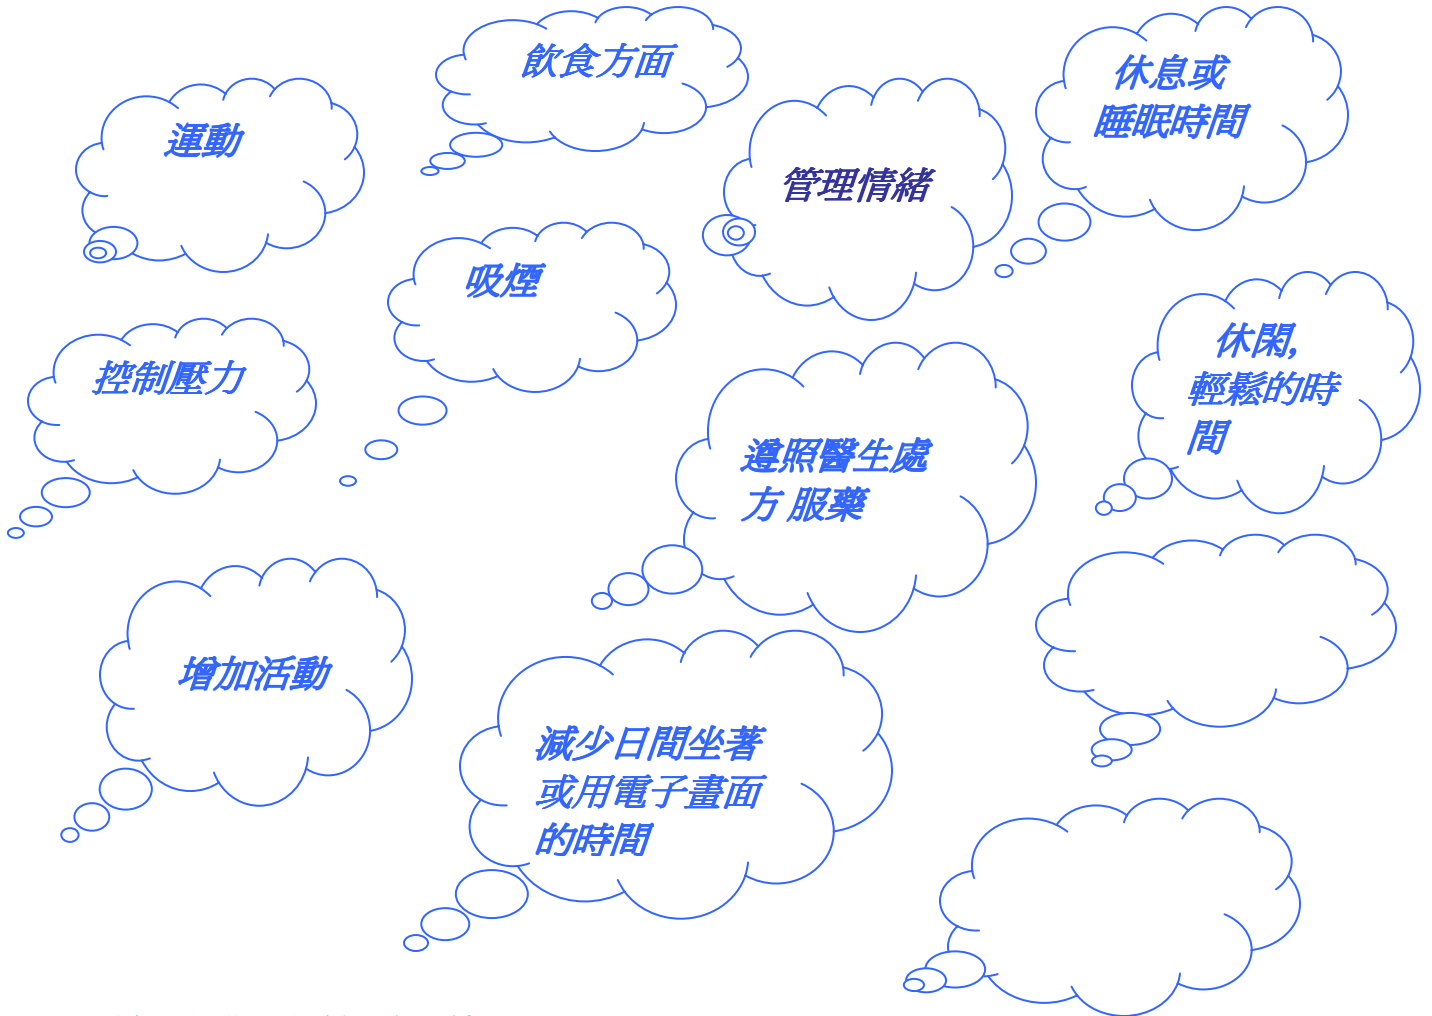 飲食方面
休息或
睡眠時間
運動
管理情緒
吸煙
控制壓力
休閑,
輕鬆的時
間
遵照醫生處
方 服藥
增加活動
減少日間坐著
或用電子畫面
的時間